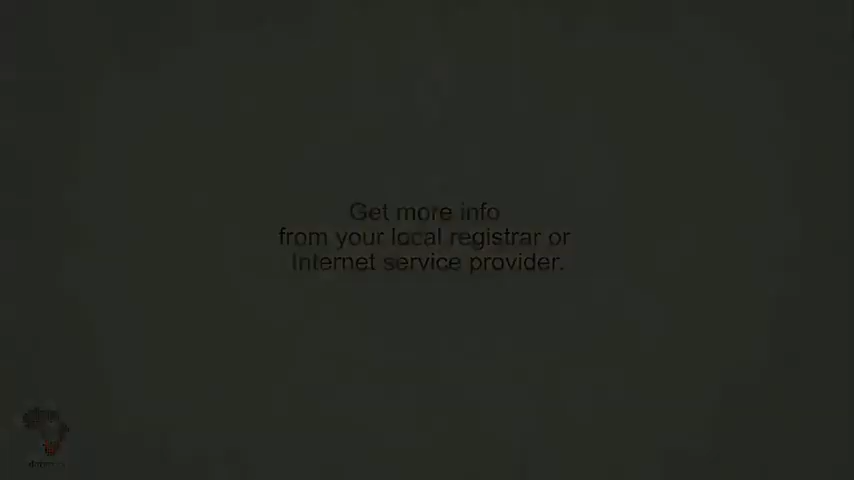 Get more info
from your local registrar or
Internet service provider.